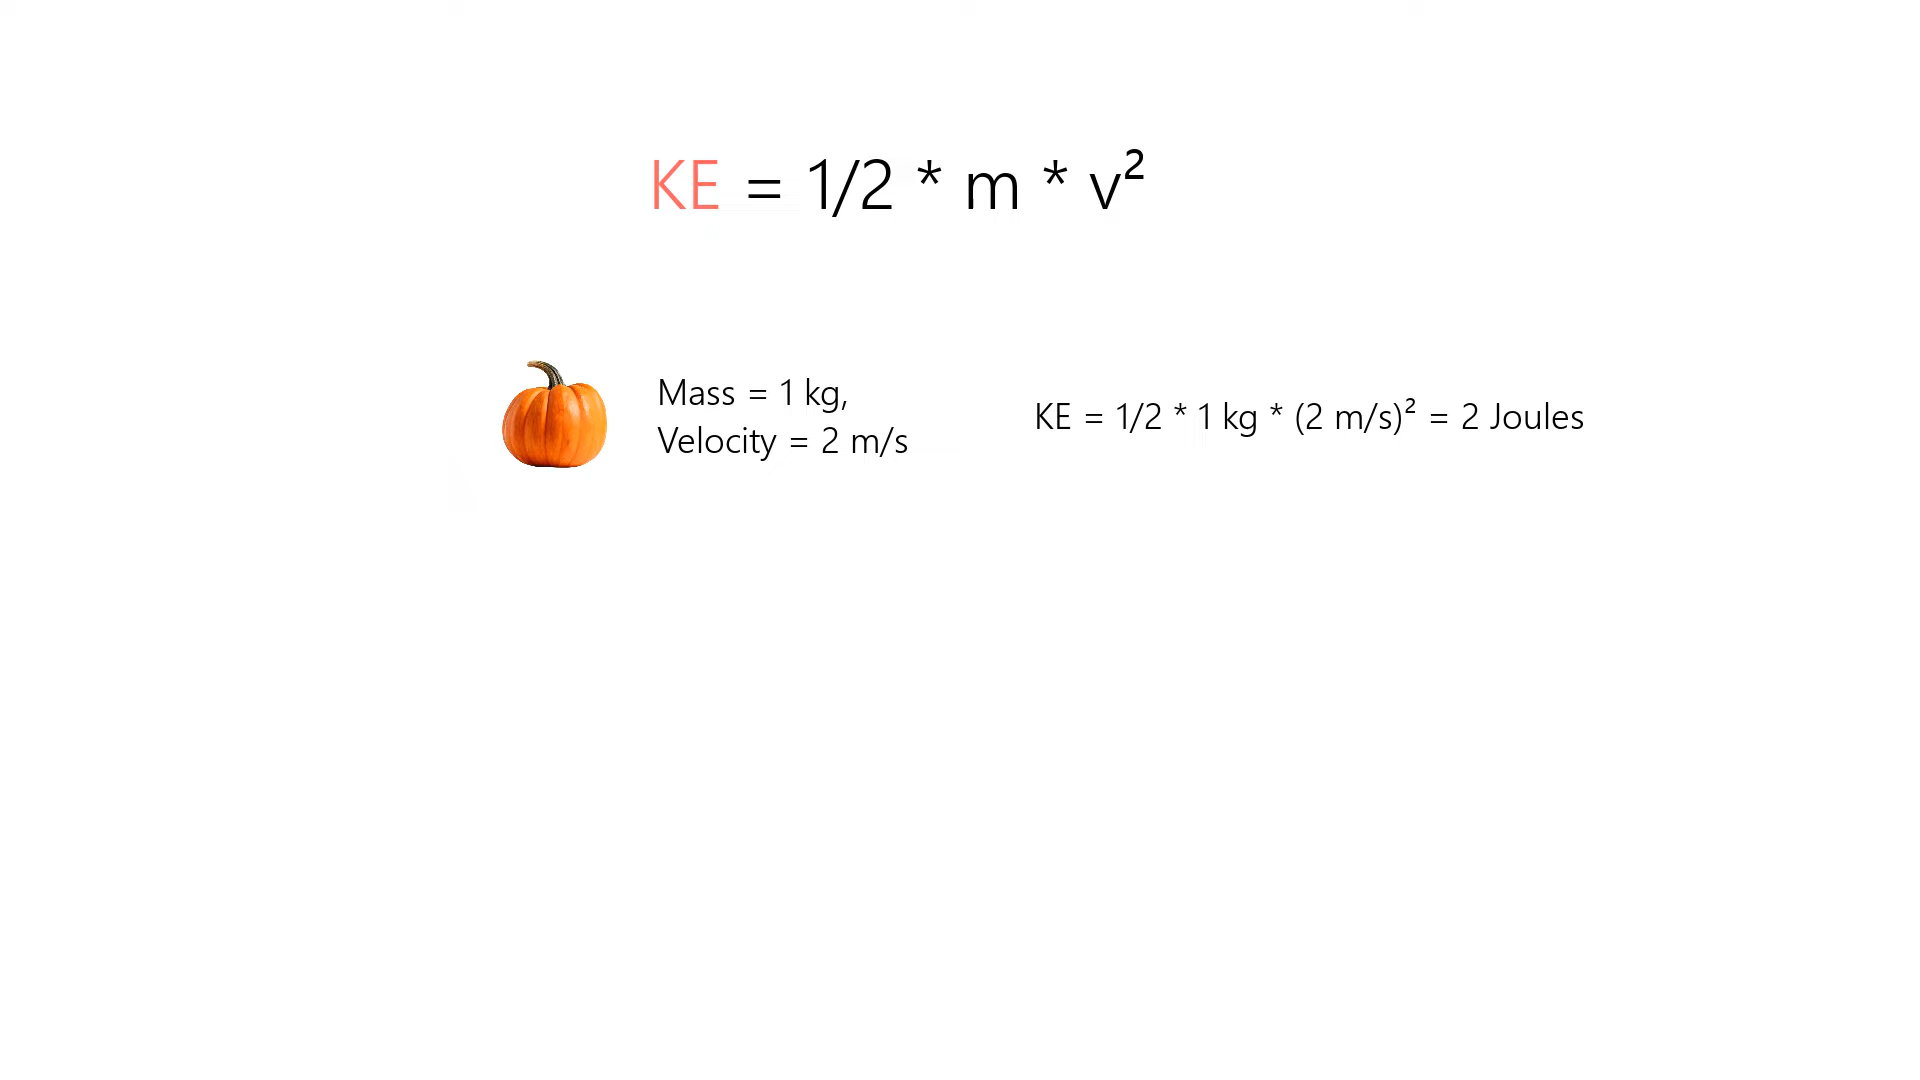 KE = 1/2 * m * v²
Mass = 1 kg,
Velocity = 2 m/s
KE = 1/2 * 1 kg * (2 m/s)² = 2 Joules